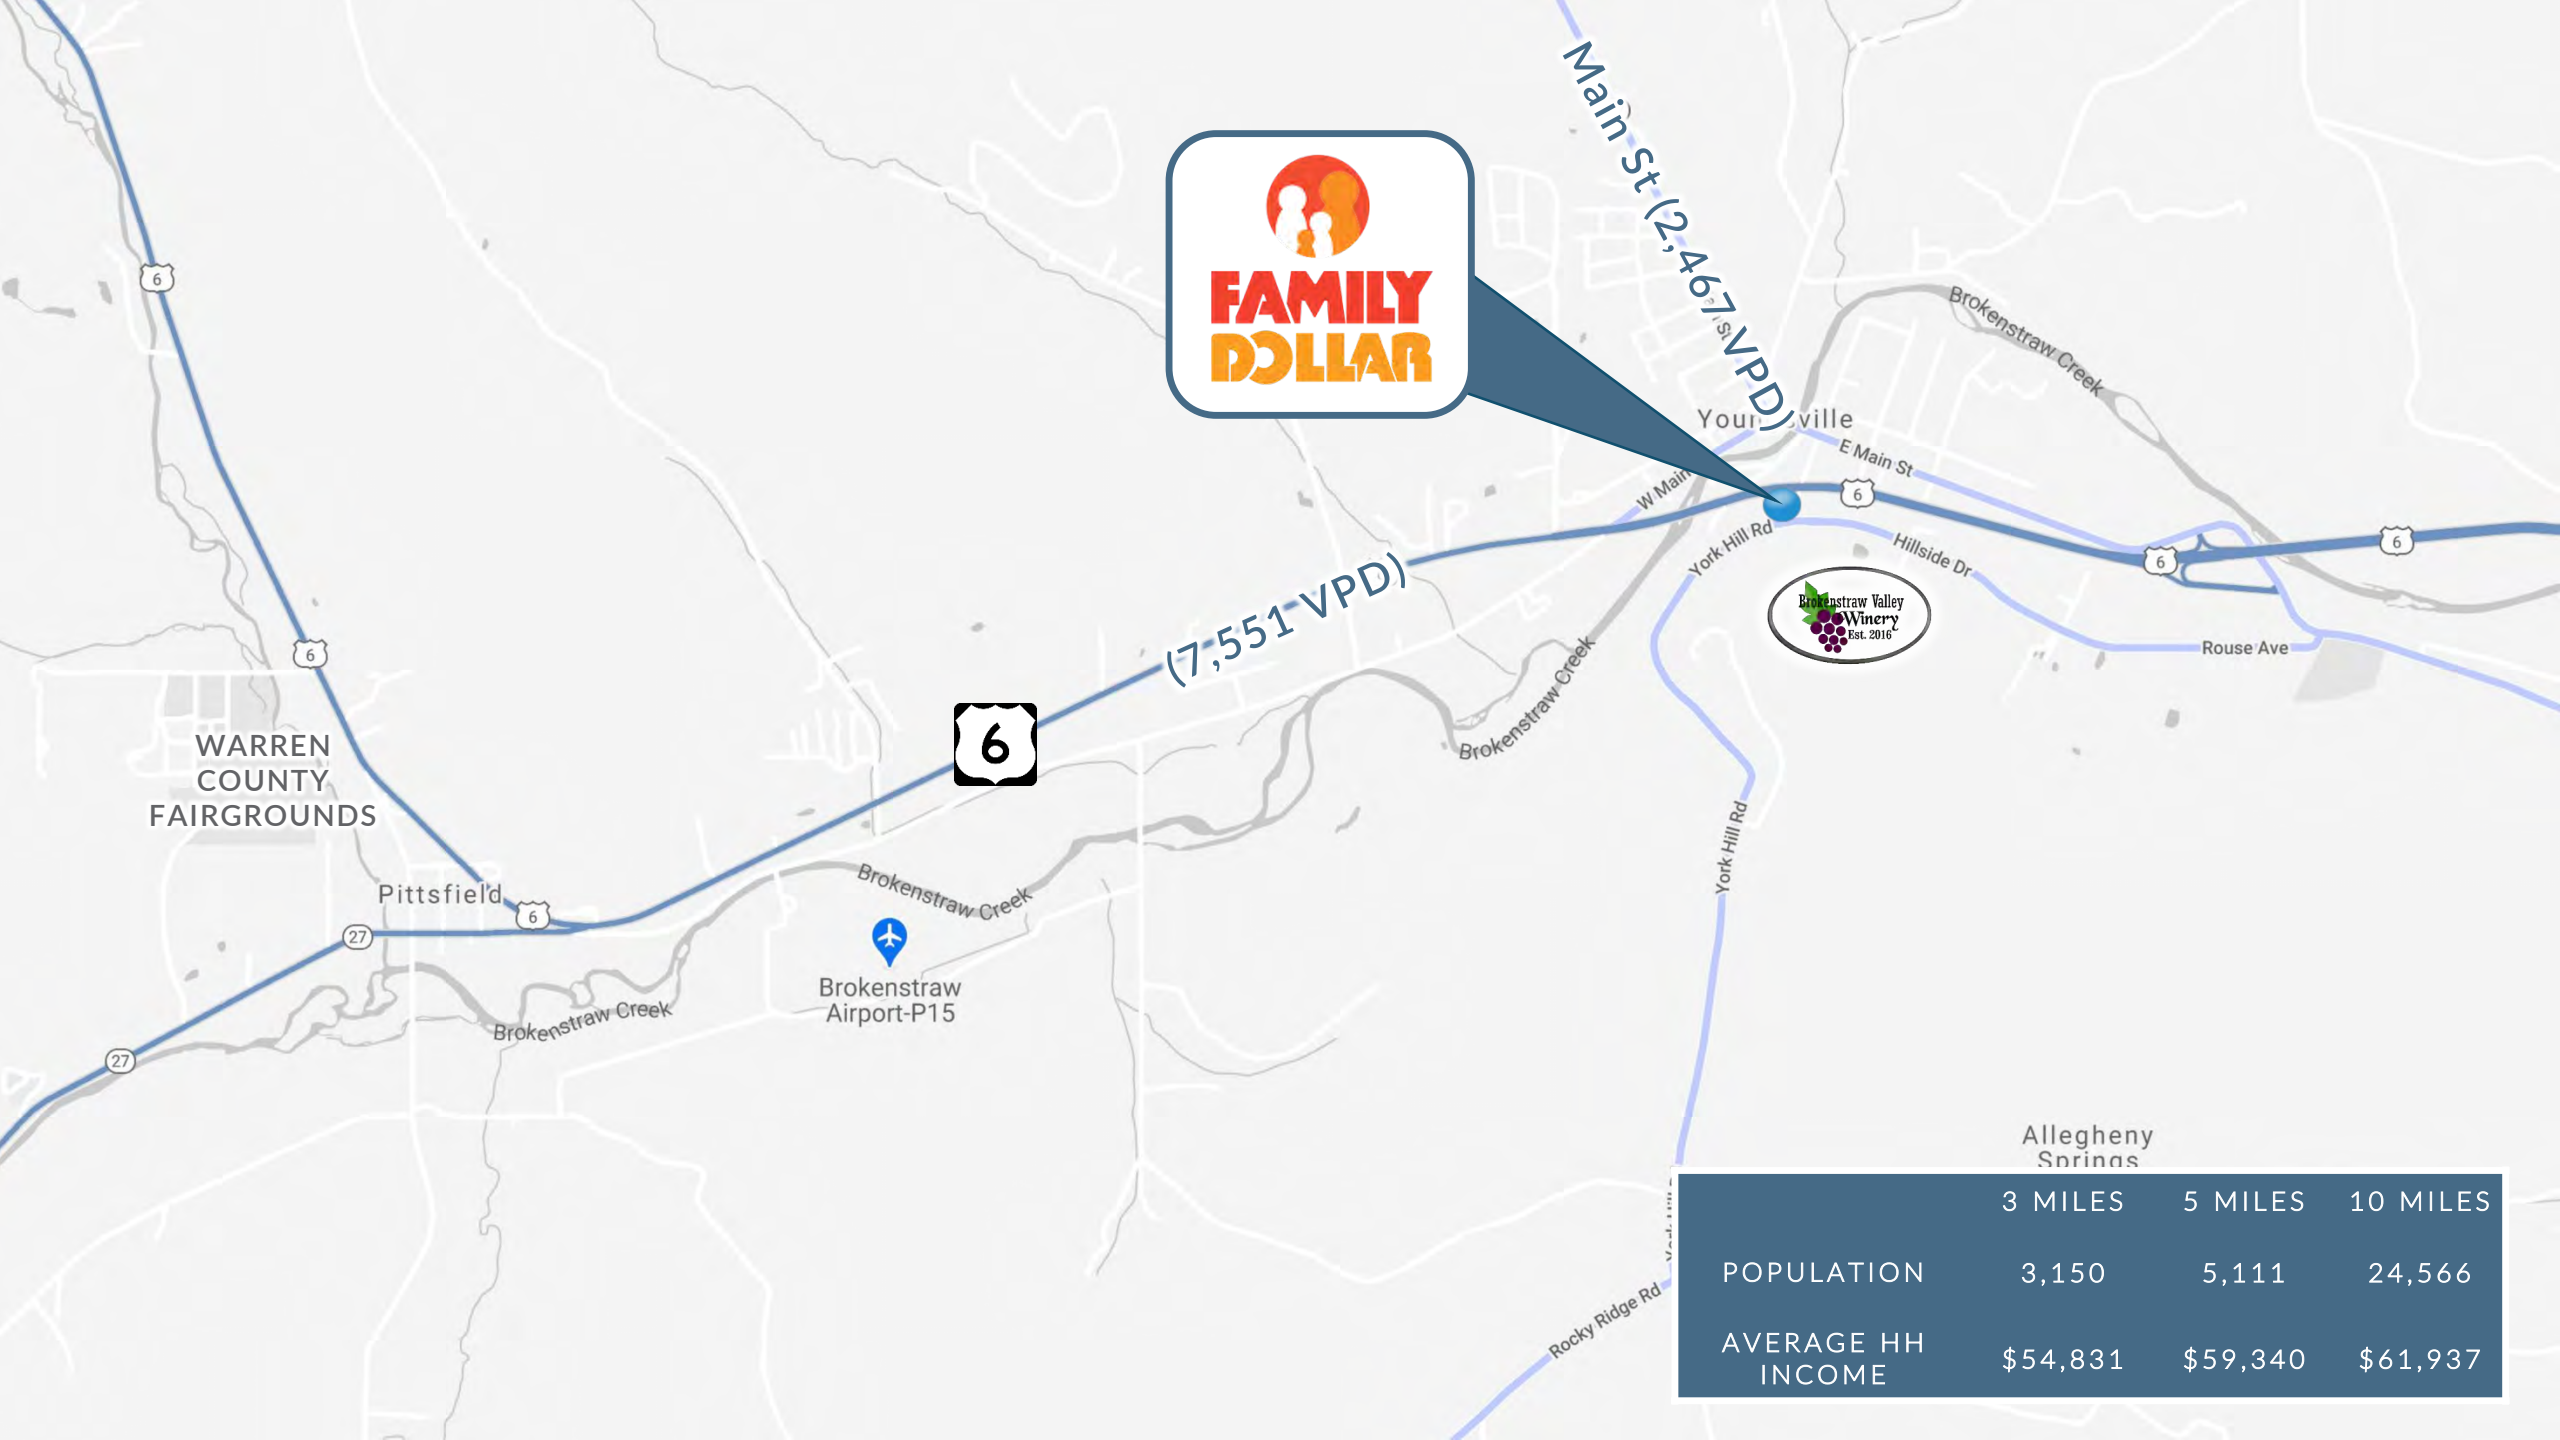 Main St (2,467 VPD)
6
FAMILY
DOLLAR
Brokenstraw Creek
E Main St
W Main
6
6
6
York Hill Rd
Hillside Dr
(7,551 VPD)
Brokenstraw Valley
Winery
Est. 2016
Rouse Ave
6
6
Brokenstraw Creek
WARREN
COUNTY
FAIRGROUNDS
York Hill Rd
Pittsfield
6
27
Brokenstraw Creek
Brokenstraw
Airport-P15
Brokenstraw Creek
27
Allegheny
Springs
3 MILES 5 MILES 10 MILES
POPULATION 3,150 5,111 24,566
AVERAGE HH
INCOME $54,831 $59,340 $61,937
Rocky Ridge Rd